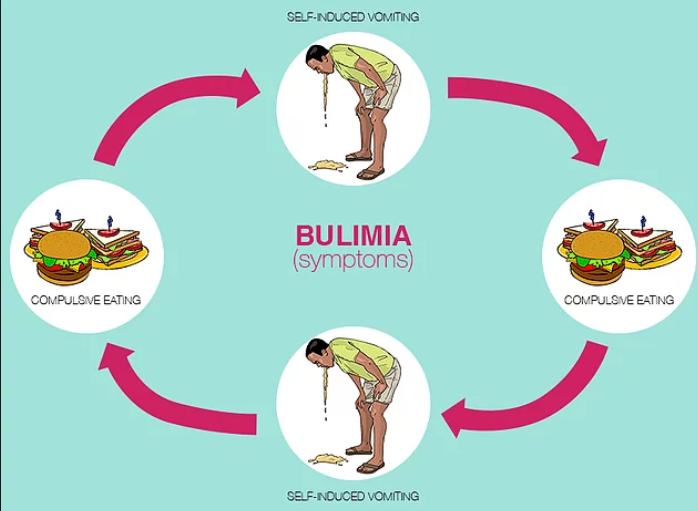 SELF-INDUCED VOMITING
BULIMIA
(symptoms)
COMPULSIVE EATING
COMPULSIVE EATING
SELF-INDUCED VOMITING